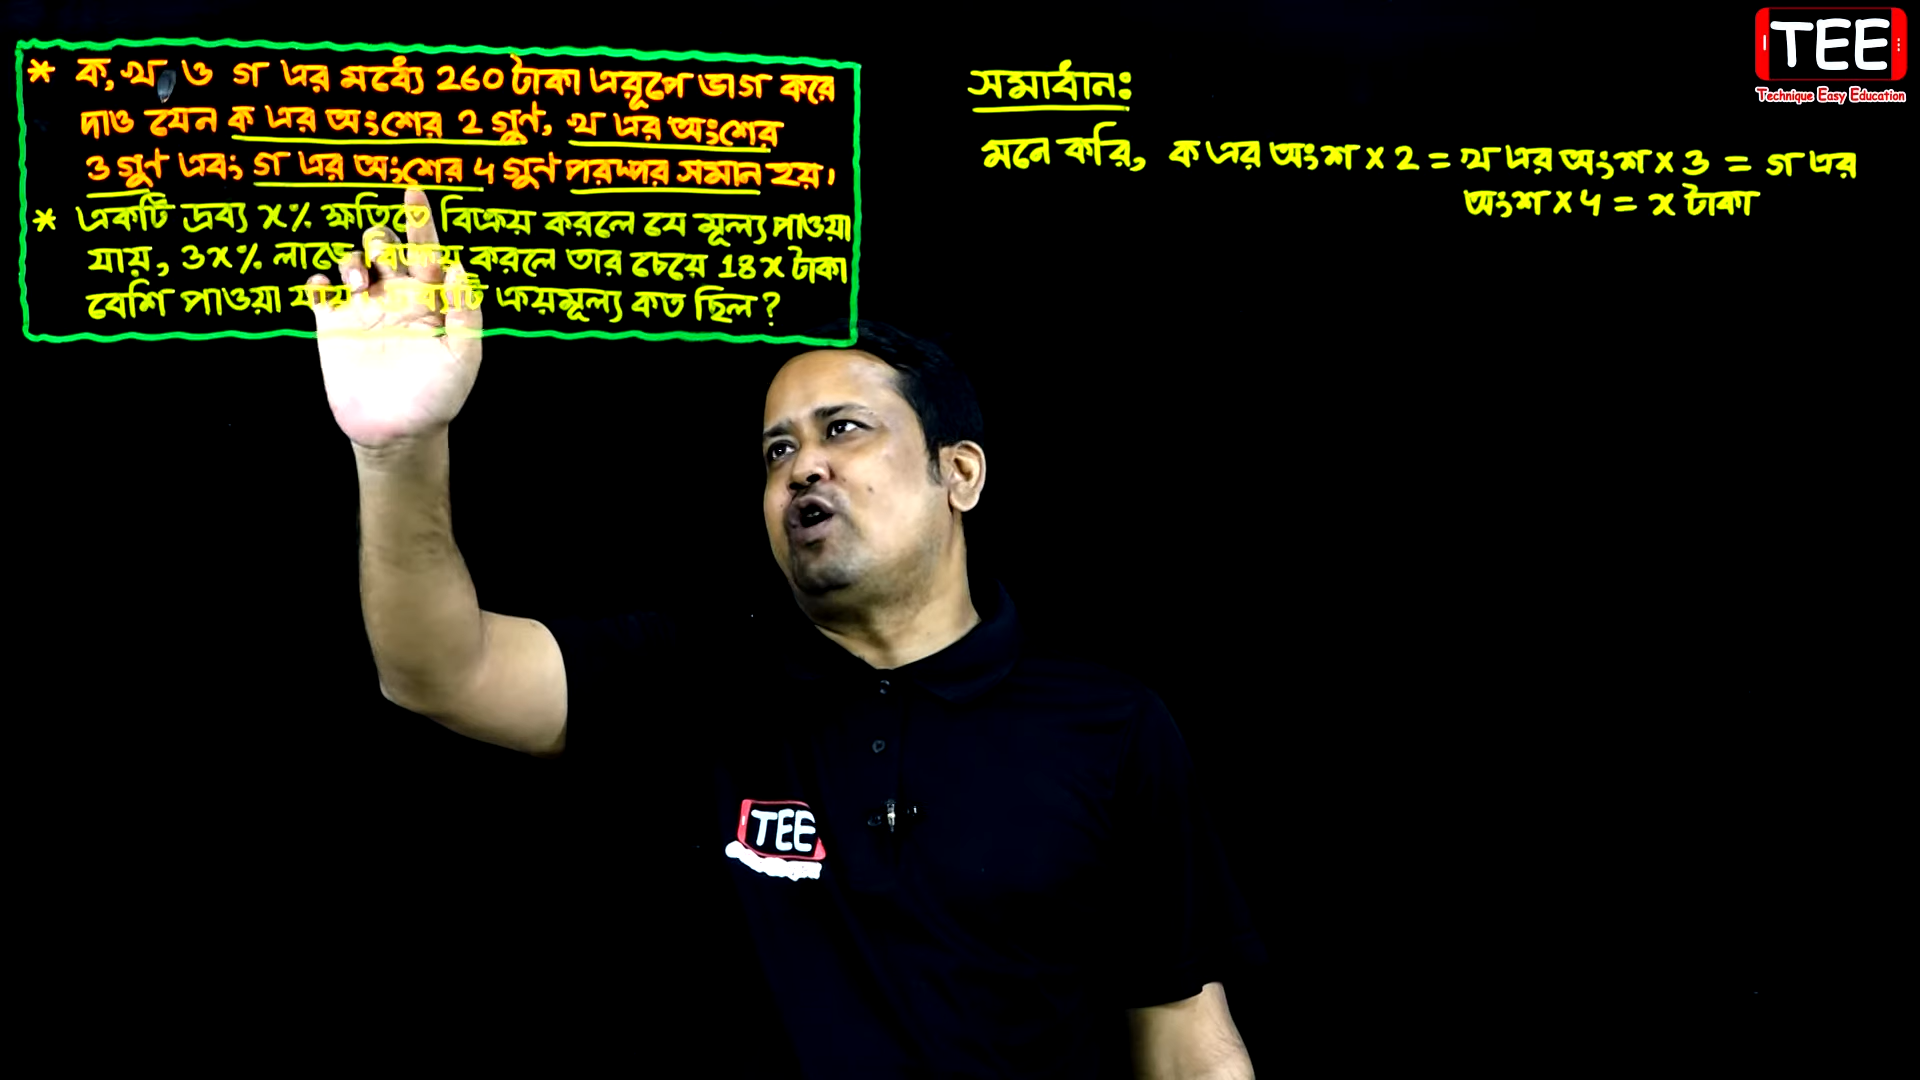 * ক, খ ও গ এর মধ্যে 260 টাকা এরূপে ভাগ করে
দাও যেন ক এর অংশের 2 গুণ, খ এর অংশের
3 গুণ এবং গ এর অংশের 4 গুণ পরস্পর সমান হয়।
* একটি দ্রব্য x% ক্ষতিতে বিক্রয় করলে যে মূল্য পাওয়া
যায়, 3x% লাভে বিক্রয় করলে তার চেয়ে 18x টাকা
বেশি পাওয়া যায়। দ্রব্যটি ক্রয়মূল্য কত ছিল?
সমাধান:
মনে করি, ক এর অংশ x 2 = খ এর অংশ x 3 = গ এর
অংশ x 4 = x টাকা
TEE
Technique Easy Education
TEE